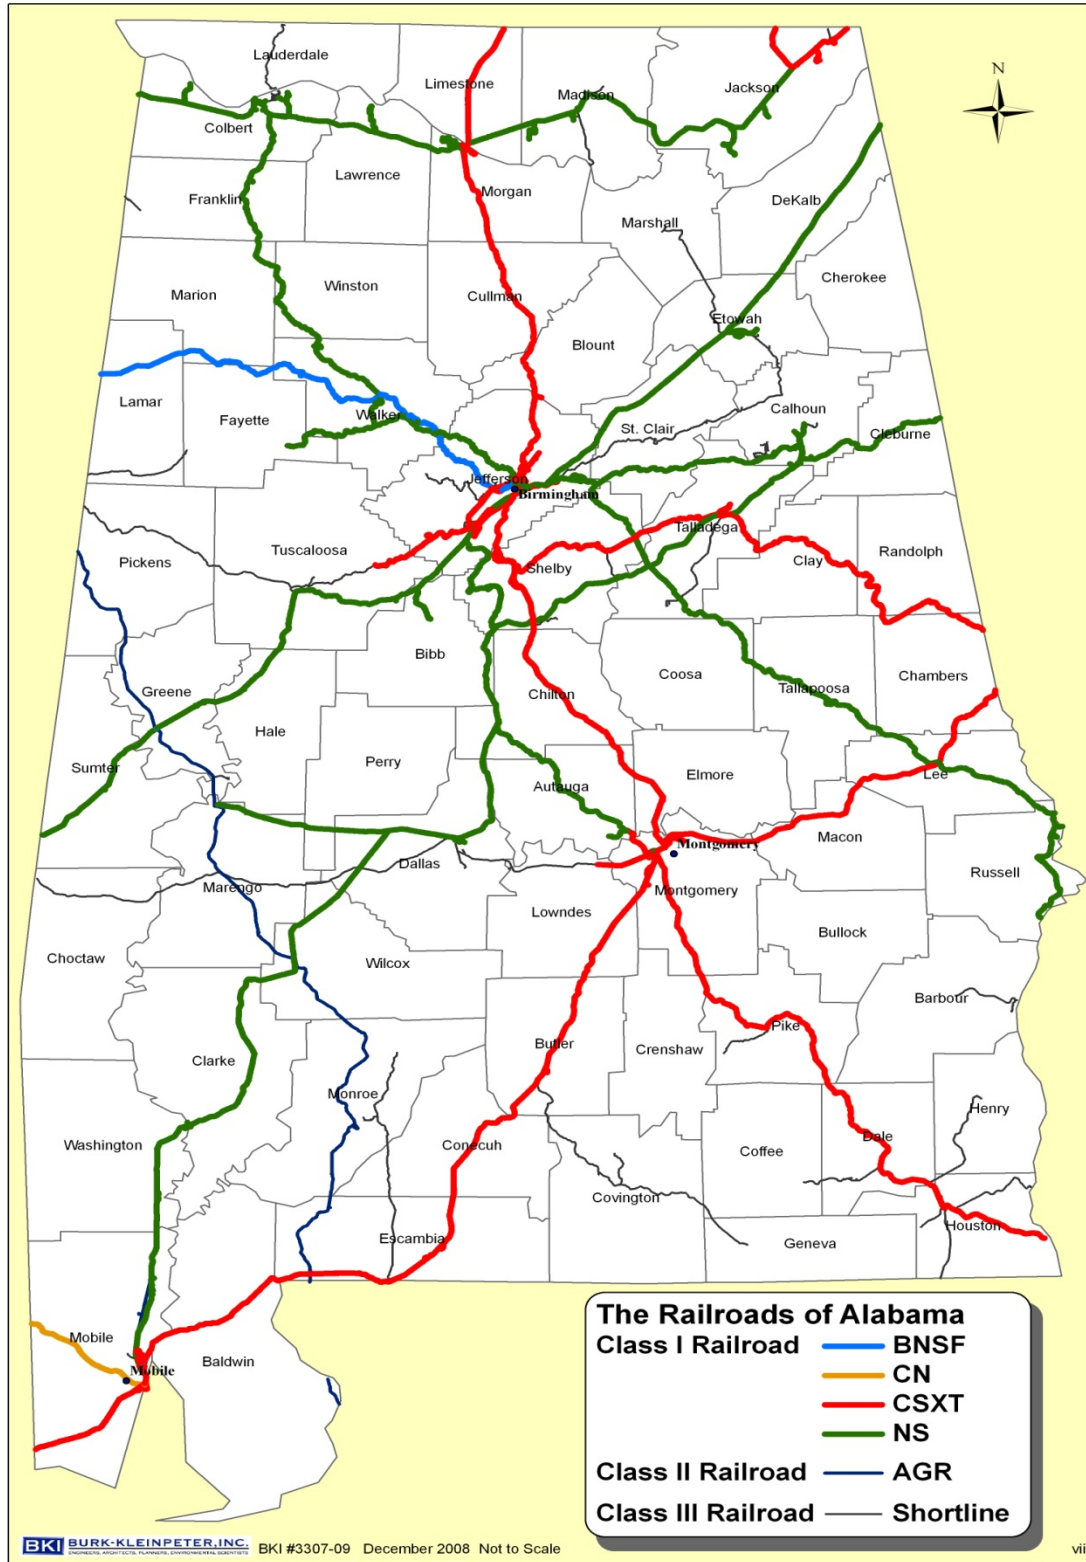 N
Lauderdale
Limestone
Madison
Jackson
Colbert
Lawrence
Franklin
Morgan
DeKalb
Marshall
Cherokee
Marion
Winston
Cullman
Etowah
Blount
Lamar
Fayette
Walker
Calhoun
St. Clair
Cleburne
Jefferson
Birmingham
Talladega
Pickens
Tuscaloosa
Shelby
Clay
Randolph
Bibb
Greene
Chilton
Coosa
Tallapoosa
Chambers
Hale
Sumter
Perry
Autauga
Elmore
Lee
Macon
Montgomery
Dallas
Marengo
Montgomery
Russell
Lowndes
Bullock
Choctaw
Wilcox
Barbour
Clarke
Butler
Crenshaw
Pike
Monroe
Henry
Washington
Conecuh
Coffee
Dale
Covington
Escambia
Geneva
Houston
Mobile
Baldwin
Mobile
The Railroads of Alabama
Class I Railroad BNSF
CN
CSXT
NS
Class II Railroad AGR
Class III Railroad Shortline
BKI BURK-KLEINPETER,INC.
ENGINEERS, ARCHITECTS, PLANNERS, ENVIRONMENTAL SCIENTISTS
BKI #3307-09 December 2008 Not to Scale
vii